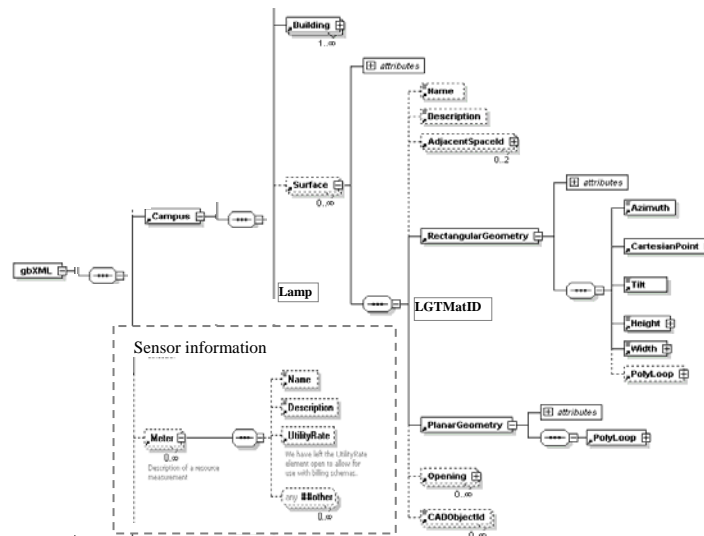 Building
1..∞
attributes
Name
Description
AdjacentSpaceId
0..2
Surface
0..∞
attributes
Campus
Azimuth
RectangularGeometry
CartesianPoint
gbXML
Lamp
LGTMatID
Tilt
Height
Width
PolyLoop
Sensor information
Name
Description
Meter
0..∞
Description of a resource
measurement
UtilityRate
We have left the UtilityRate
element open to allow for
use with billing schemas.
any ##other
0..∞
attributes
PlanarGeometry
PolyLoop
Opening
0..∞
CADObjectId
0..∞